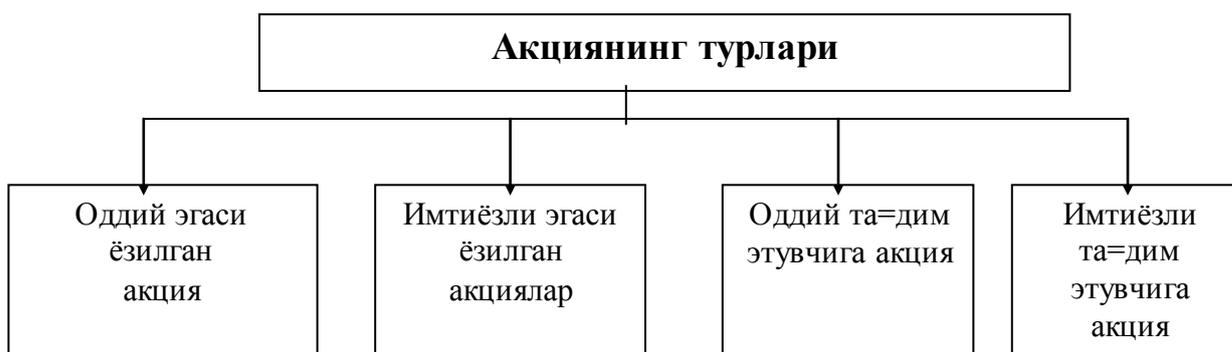 Акциянинг турлари
Оддий эгаси
ёзилган
акция
Имтиёзли эгаси
ёзилган
акциялар
Оддий та=дим
этувчига акция
Имтиёзли
та=дим
этувчига
акция